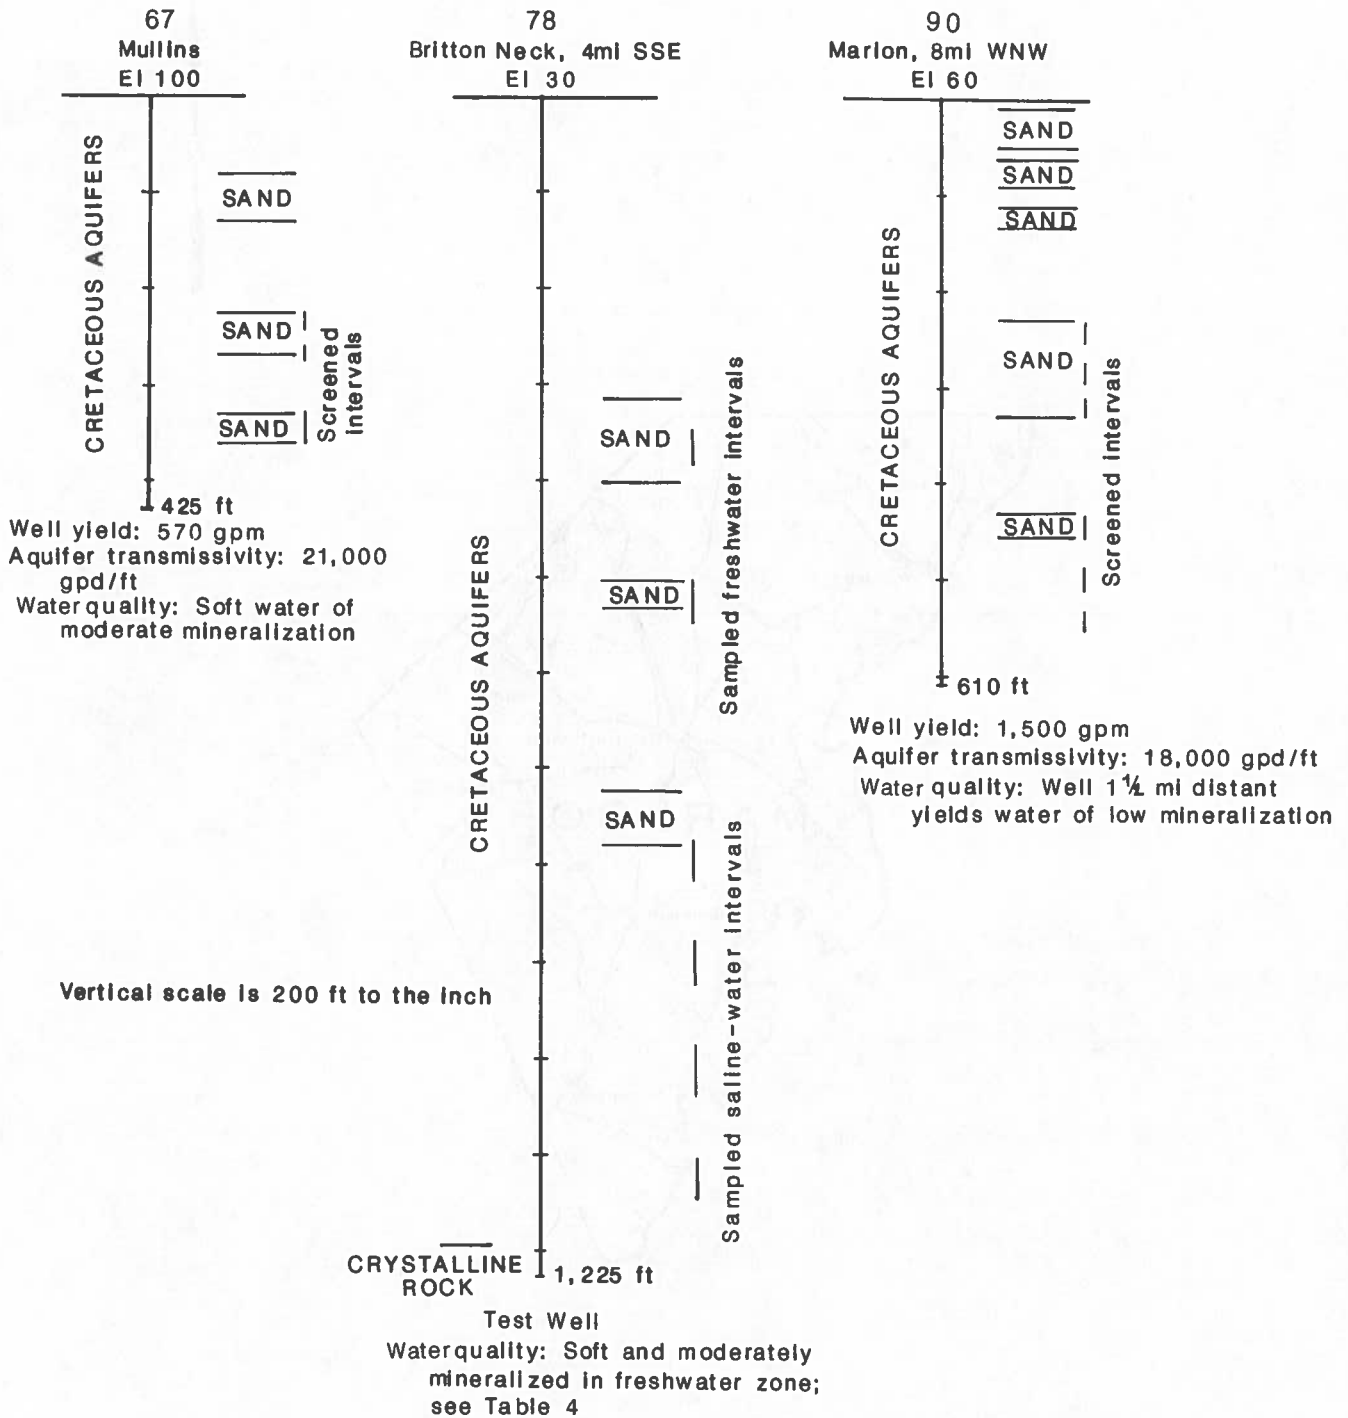 67
Mullins
El 100
CRETACEOUS AQUIFERS
SAND
SAND
SAND
Screened
intervals
425 ft
Well yield: 570 gpm
Aquifer transmissivity: 21,000
gpd/ft
Water quality: Soft water of
moderate mineralization
Vertical scale is 200 ft to the inch
78
Britton Neck, 4mi SSE
El 30
CRETACEOUS AQUIFERS
SAND
SAND
SAND
Sampled freshwater intervals
Sampled saline-water intervals
CRYSTALLINE
ROCK
1,225 ft
Test Well
Water quality: Soft and moderately
mineralized in freshwater zone;
see Table 4
90
Marion, 8mi WNW
El 60
CRETACEOUS AQUIFERS
SAND
SAND
SAND
SAND
SAND
Screened intervals
610 ft
Well yield: 1,500 gpm
Aquifer transmissivity: 18,000 gpd/ft
Water quality: Well 1½ mi distant
yields water of low mineralization